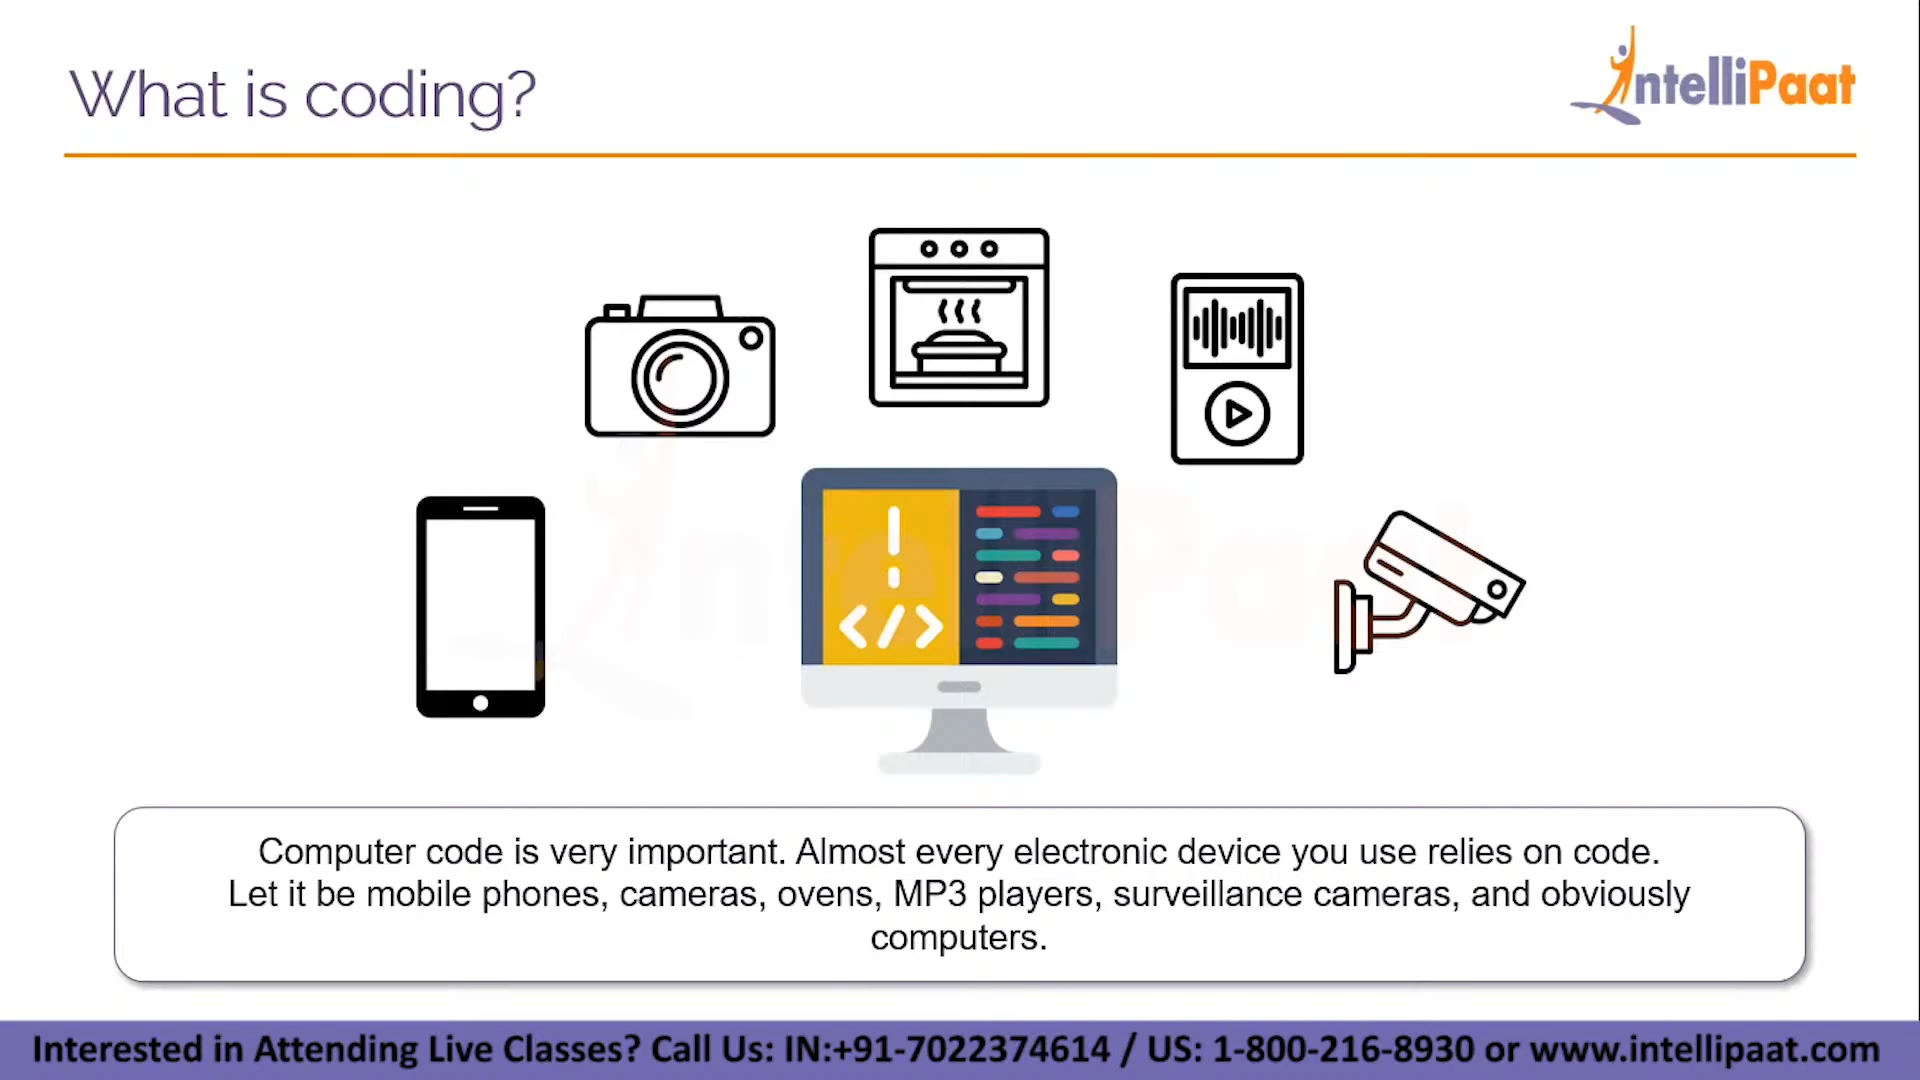 What is coding?
IntelliPaat
Computer code is very important. Almost every electronic device you use relies on code.
Let it be mobile phones, cameras, ovens, MP3 players, surveillance cameras, and obviously
computers.
Interested in Attending Live Classes? Call Us: IN:+91-7022374614 / US: 1-800-216-8930 or www.intellipaat.com